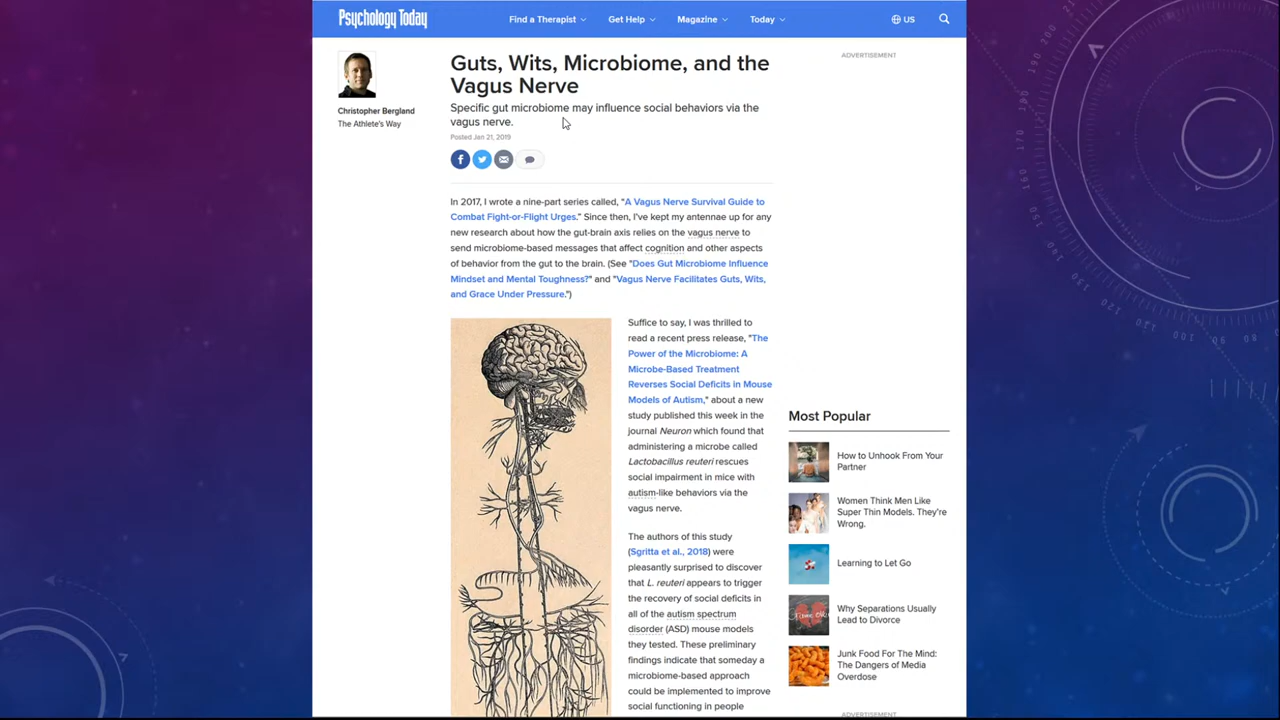 Psychology Today
Find a Therapist
Get Help
Magazine
Today
US
Christopher Bergland
The Athlete's Way
Guts, Wits, Microbiome, and the
Vagus Nerve
Specific gut microbiome may influence social behaviors via the
vagus nerve.
Posted Jan 21, 2019
In 2017, I wrote a nine-part series called, "A Vagus Nerve Survival Guide to
Combat Fight-or-Flight Urges." Since then, I've kept my antennae up for any
new research about how the gut-brain axis relies on the vagus nerve to
send microbiome-based messages that affect cognition and other aspects
of behavior from the gut to the brain. (See "Does Gut Microbiome Influence
Mindset and Mental Toughness?" and "Vagus Nerve Facilitates Guts, Wits,
and Grace Under Pressure.")
Suffice to say, I was thrilled to
read a recent press release, "The
Power of the Microbiome: A
Microbe-Based Treatment
Reverses Social Deficits in Mouse
Models of Autism," about a new
study published this week in the
journal Neuron which found that
administering a microbe called
Lactobacillus reuteri rescues
social impairment in mice with
autism-like behaviors via the
vagus nerve.
The authors of this study
(Sgritta et al., 2018) were
pleasantly surprised to discover
that L. reuteri appears to trigger
the recovery of social deficits in
all of the autism spectrum
disorder (ASD) mouse models
they tested. These preliminary
findings indicate that someday a
microbiome-based approach
could be implemented to improve
social functioning in people
ADVERTISEMENT
Most Popular
How to Unhook From Your
Partner
Women Think Men Like
Super Thin Models. They're
Wrong.
Learning to Let Go
Why Separations Usually
Lead to Divorce
Junk Food For The Mind:
The Dangers of Media
Overdose
ADVERTISEMENT